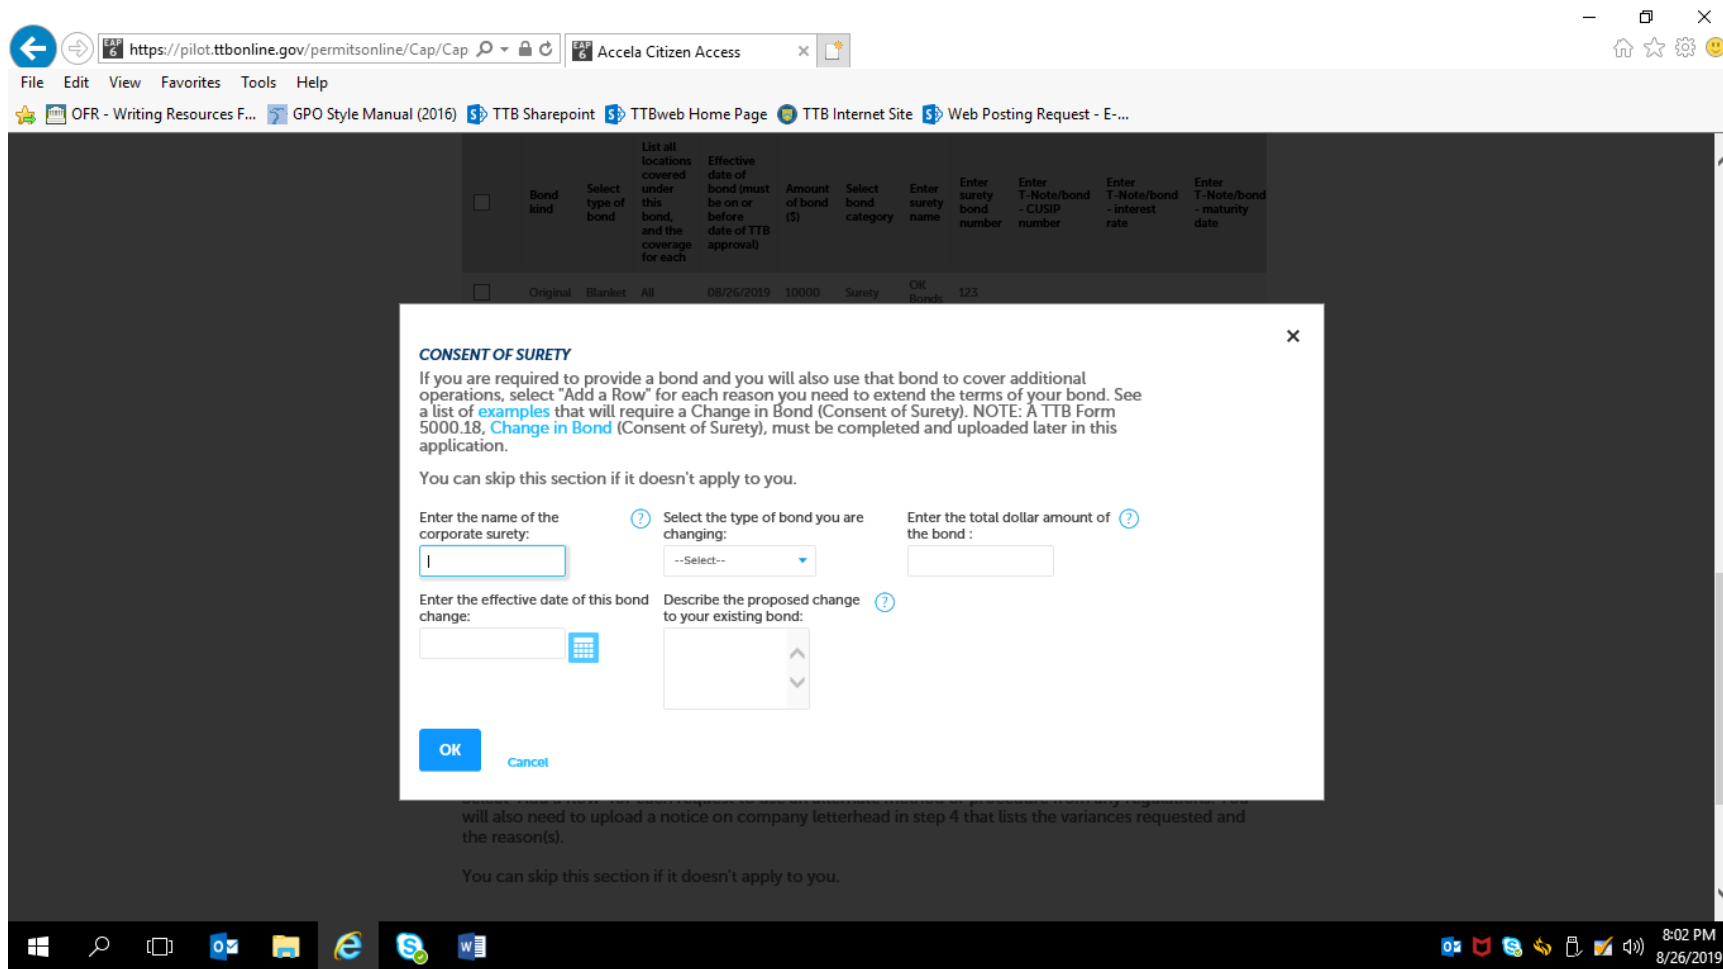 https://pilot.ttbonline.gov/permitsonline/Cap/Cap
Accela Citizen Access
File Edit View Favorites Tools Help
OFR - Writing Resources F... GPO Style Manual (2016) TTB Sharepoint TTBweb Home Page TTB Internet Site Web Posting Request - E-...
Bond kind
Select type of bond
List all locations covered under this bond, and the coverage for each
Effective date of bond (must be on or before date of TTB approval)
Amount of bond ($)
Select bond category
Enter surety name
Enter surety bond number
Enter T-Note/bond - CUSIP number
Enter T-Note/bond - interest rate
Enter T-Note/bond - maturity date
Original Blanket All 08/26/2019 10000 Surety OK Bonds 123
CONSENT OF SURETY
If you are required to provide a bond and you will also use that bond to cover additional
operations, select "Add a Row" for each reason you need to extend the terms of your bond. See
a list of examples that will require a Change in Bond (Consent of Surety). NOTE: A TTB Form
5000.18, Change in Bond (Consent of Surety), must be completed and uploaded later in this
application.
You can skip this section if it doesn't apply to you.
Enter the name of the
corporate surety:
Select the type of bond you are
changing:
Enter the total dollar amount of
the bond :
--Select--
Enter the effective date of this bond
change:
Describe the proposed change
to your existing bond:
OK
Cancel
will also need to upload a notice on company letterhead in step 4 that lists the variances requested and
the reason(s).
You can skip this section if it doesn't apply to you.
8:02 PM
8/26/2019